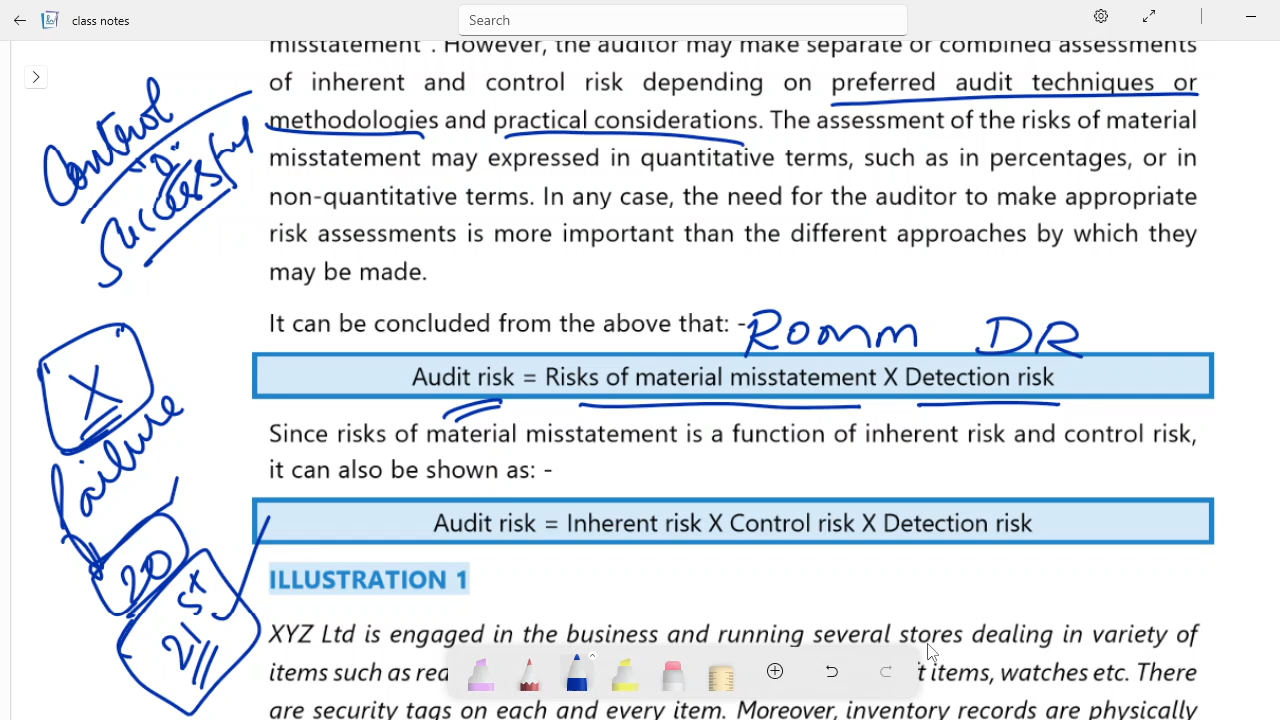 class notes
Search
misstatement". However, the auditor may make separate or combined assessments
of inherent and control risk depending on preferred audit techniques or
methodologies and practical considerations. The assessment of the risks of material
misstatement may expressed in quantitative terms, such as in percentages, or in
non-quantitative terms. In any case, the need for the auditor to make appropriate
risk assessments is more important than the different approaches by which they
may be made.
Control
"0"
Successful
It can be concluded from the above that: -
Romm DR
Audit risk = Risks of material misstatement X Detection risk
X
failure
Since risks of material misstatement is a function of inherent risk and control risk,
it can also be shown as: -
Audit risk = Inherent risk X Control risk X Detection risk
20
21st
ILLUSTRATION 1
XYZ Ltd is engaged in the business and running several stores dealing in variety of
items such as rea t items, watches etc. There
are security tags on each and every item. Moreover, inventory records are physically